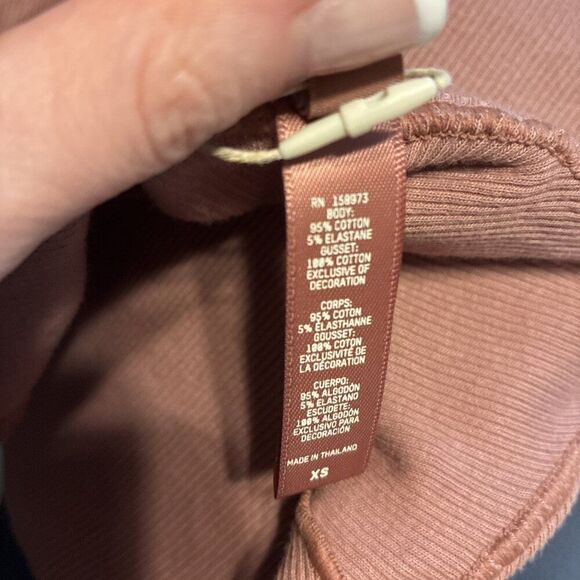 RN 158973
BODY:
95% COTTON
5% ELASTANE
GUSSET:
100% COTTON
EXCLUSIVE OF
DECORATION
CORPS:
95% COTON
5% ÉLASTHANNE
GOUSSET:
100% COTON
EXCLUSIVITÉ DE
LA DÉCORATION
CUERPO:
95% ALGODÓN
5% ELASTANO
ESCUDETE:
100% ALGODÓN
EXCLUSIVO PARA
DECORACIÓN
MADE IN THAILAND
XS